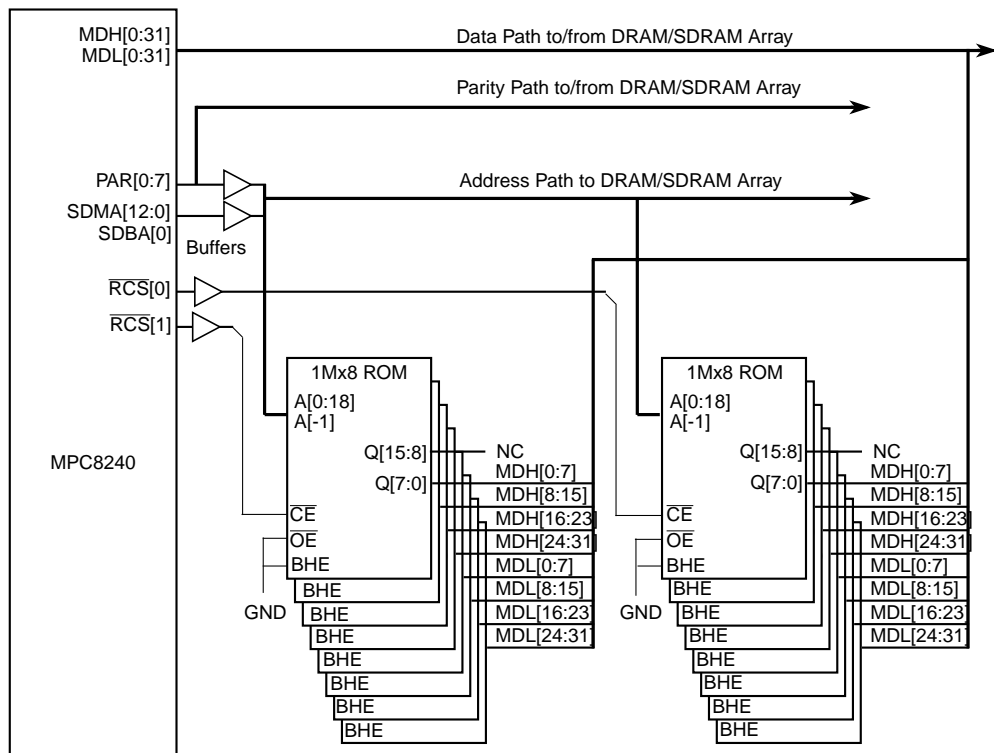 MDH[0:31]
MDL[0:31]
Data Path to/from DRAM/SDRAM Array
Parity Path to/from DRAM/SDRAM Array
PAR[0:7]
Address Path to DRAM/SDRAM Array
SDMA[12:0]
SDBA[0]
Buffers
RCS[0]
RCS[1]
MPC8240
1Mx8 ROM
A[0:18]
A[-1]
Q[15:8]
NC
Q[7:0]
MDH[0:7]
MDH[8:15]
CE
MDH[16:23]
OE
MDH[24:31]
BHE
MDL[0:7]
BHE
MDL[8:15]
GND
BHE
MDL[16:23]
BHE
MDL[24:31]
BHE
BHE
BHE
BHE
1Mx8 ROM
A[0:18]
A[-1]
Q[15:8]
NC
Q[7:0]
MDH[0:7]
MDH[8:15]
CE
MDH[16:23]
OE
MDH[24:31]
BHE
MDL[0:7]
BHE
MDL[8:15]
GND
BHE
MDL[16:23]
BHE
MDL[24:31]
BHE
BHE
BHE
BHE